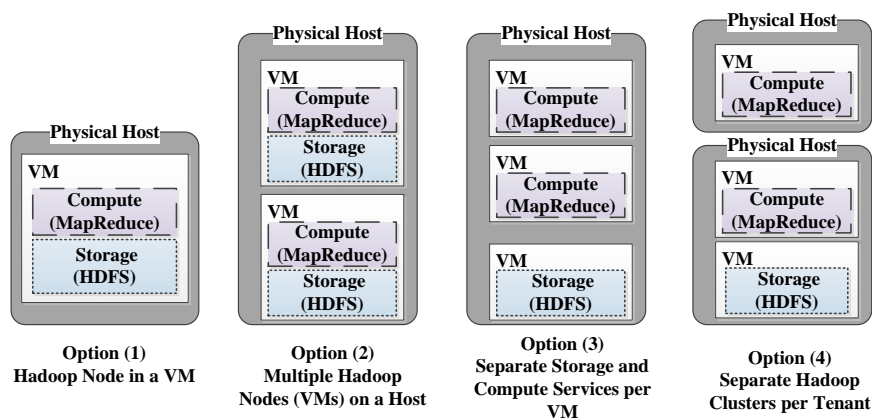 Physical Host
VM
Compute
(MapReduce)
Storage
(HDFS)
Option (1)
Hadoop Node in a VM
Physical Host
VM
Compute
(MapReduce)
Storage
(HDFS)
VM
Compute
(MapReduce)
Storage
(HDFS)
Option (2)
Multiple Hadoop
Nodes (VMs) on a Host
Physical Host
VM
Compute
(MapReduce)
VM
Compute
(MapReduce)
VM
Storage
(HDFS)
Option (3)
Separate Storage and
Compute Services per
VM
Physical Host
VM
Compute
(MapReduce)
Physical Host
VM
Compute
(MapReduce)
VM
Storage
(HDFS)
Option (4)
Separate Hadoop
Clusters per Tenant